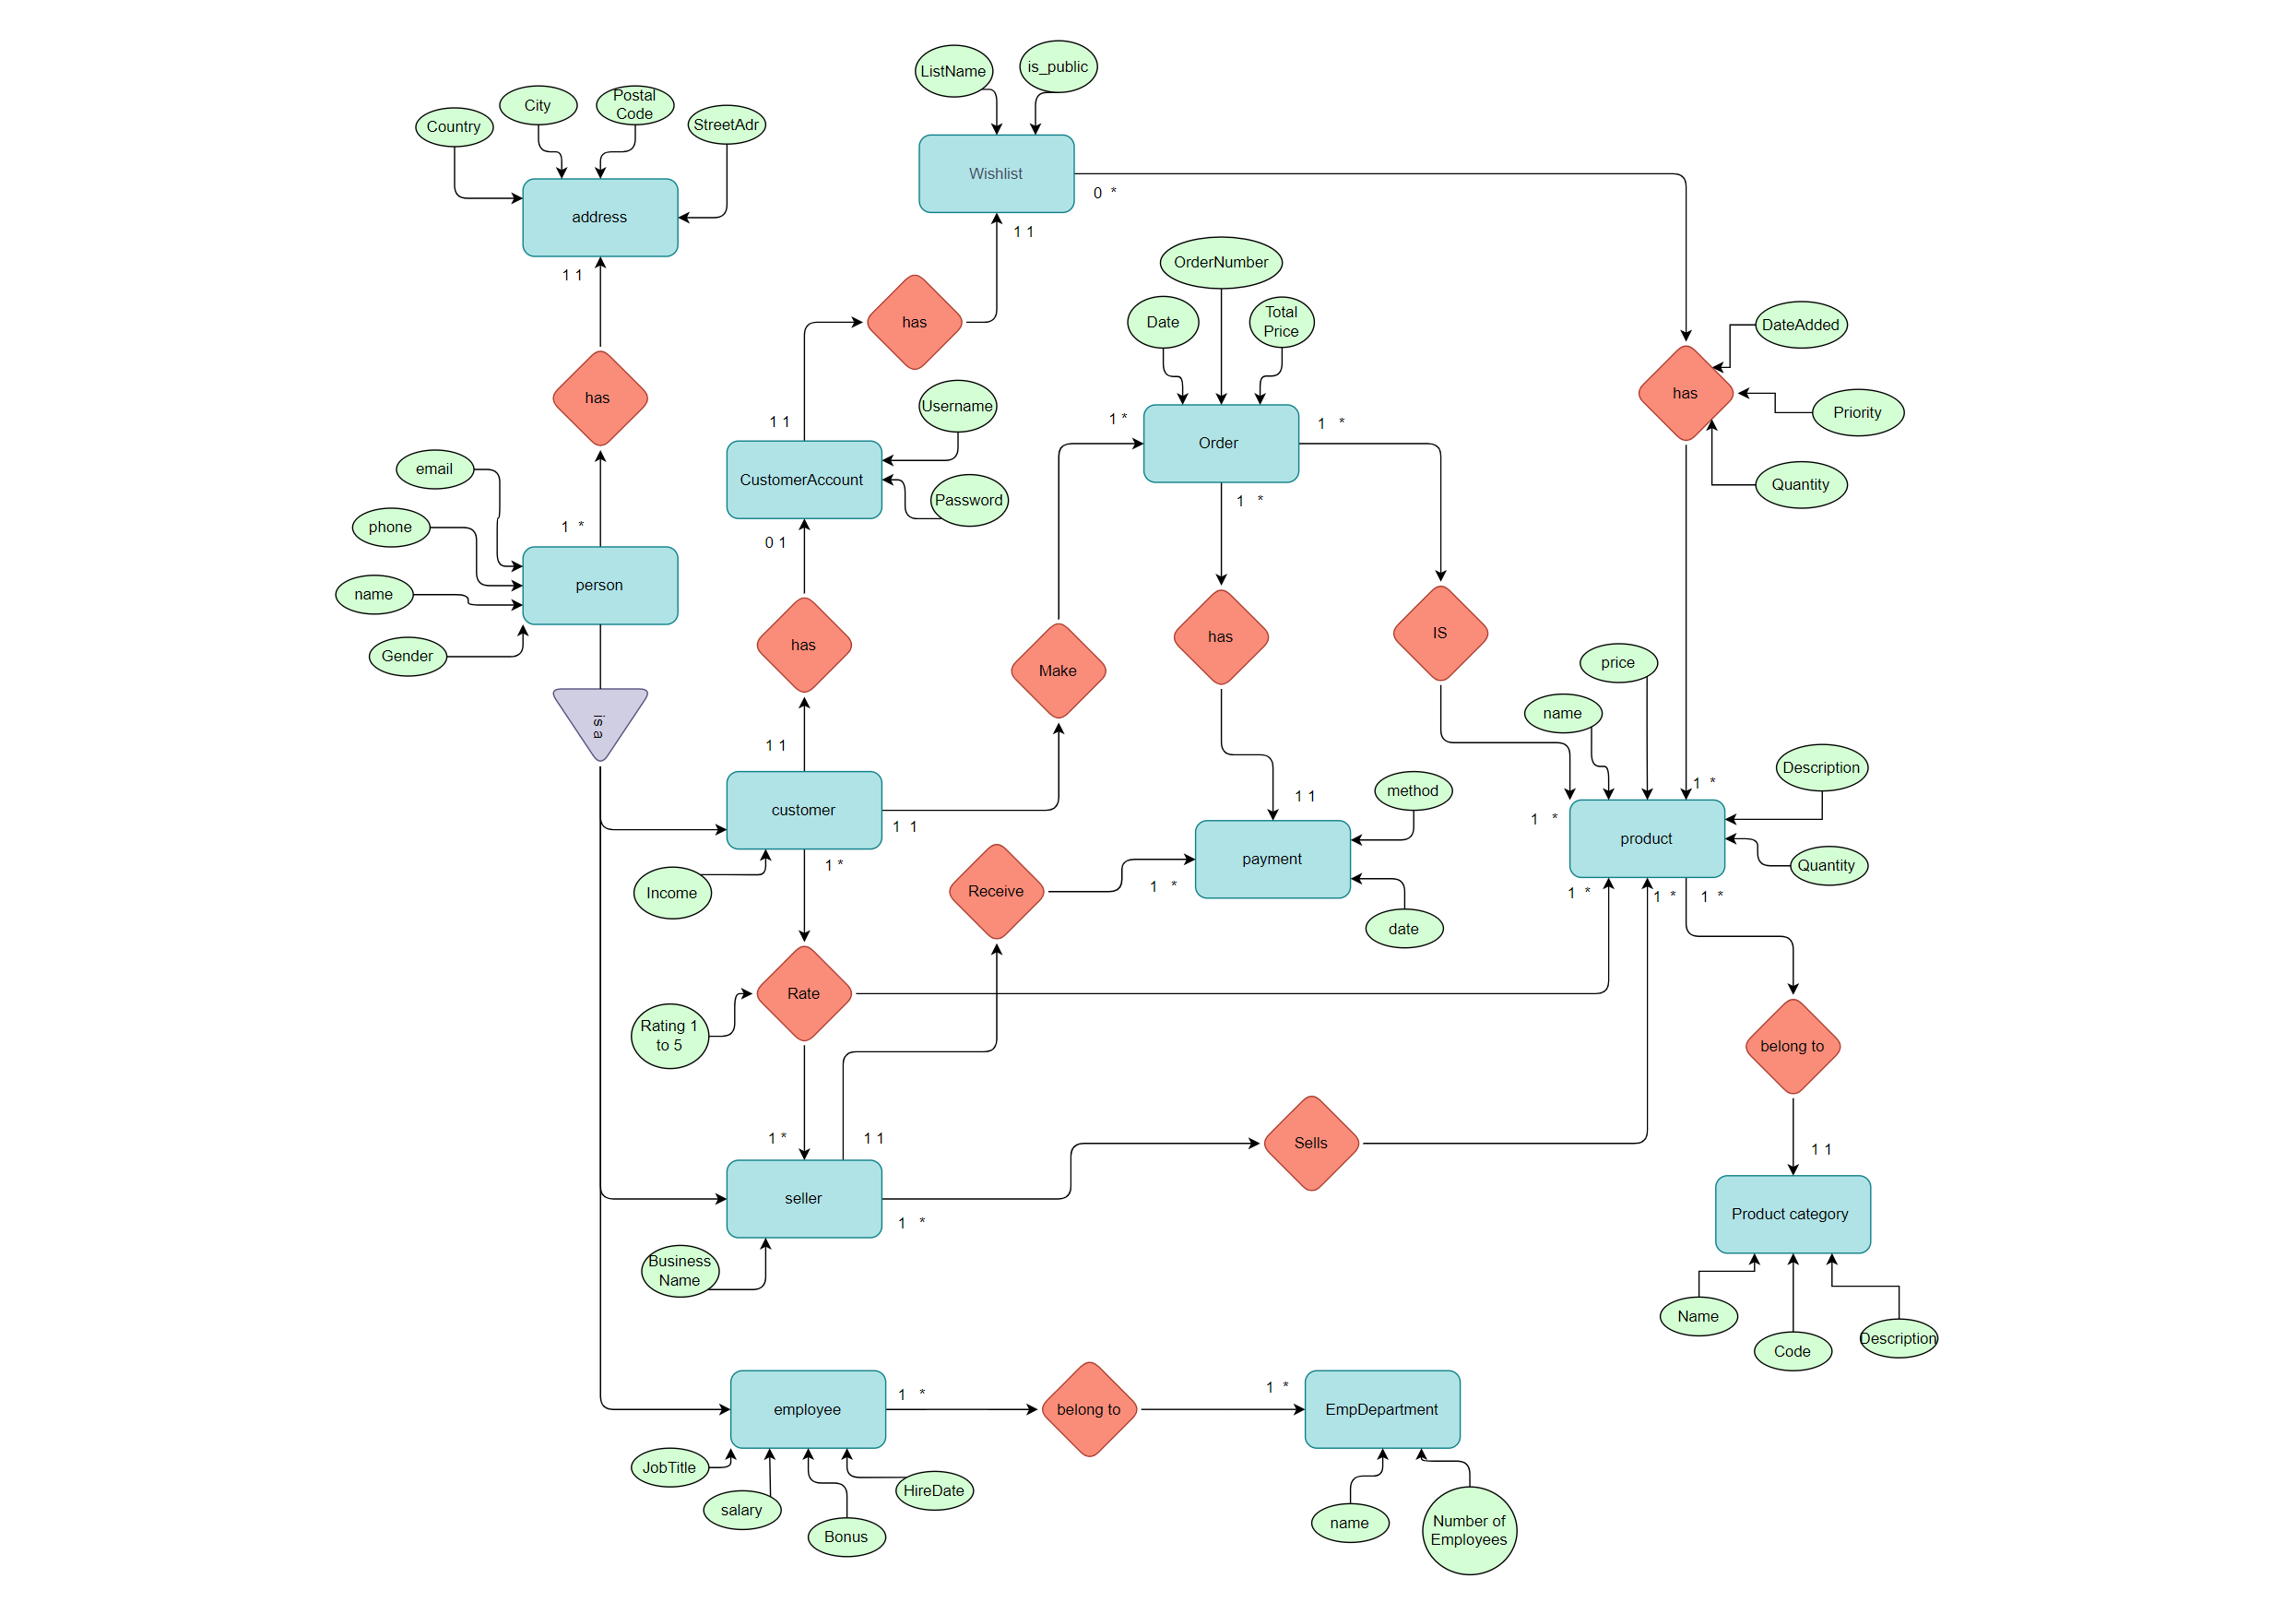 ListName
is_public
City
Postal
Code
Country
StreetAdr
Wishlist
0 *
address
1 1
OrderNumber
1 1
Date
Total
Price
has
DateAdded
has
has
Priority
Username
1 1
1 *
1 *
Order
email
CustomerAccount
Quantity
Password
1 *
phone
1 *
0 1
person
name
has
has
IS
Gender
Make
price
is a
name
1 1
Description
1 *
method
1 1
customer
1 1
1 *
product
payment
1 *
Quantity
Income
Receive
1 *
1 *
1 *
1 *
date
Rate
Rating 1
to 5
belong to
1 *
1 1
Sells
1 1
seller
Product category
1 *
Business
Name
Name
Code
Description
1 *
1 *
employee
belong to
EmpDepartment
JobTitle
HireDate
salary
Bonus
name
Number of
Employees